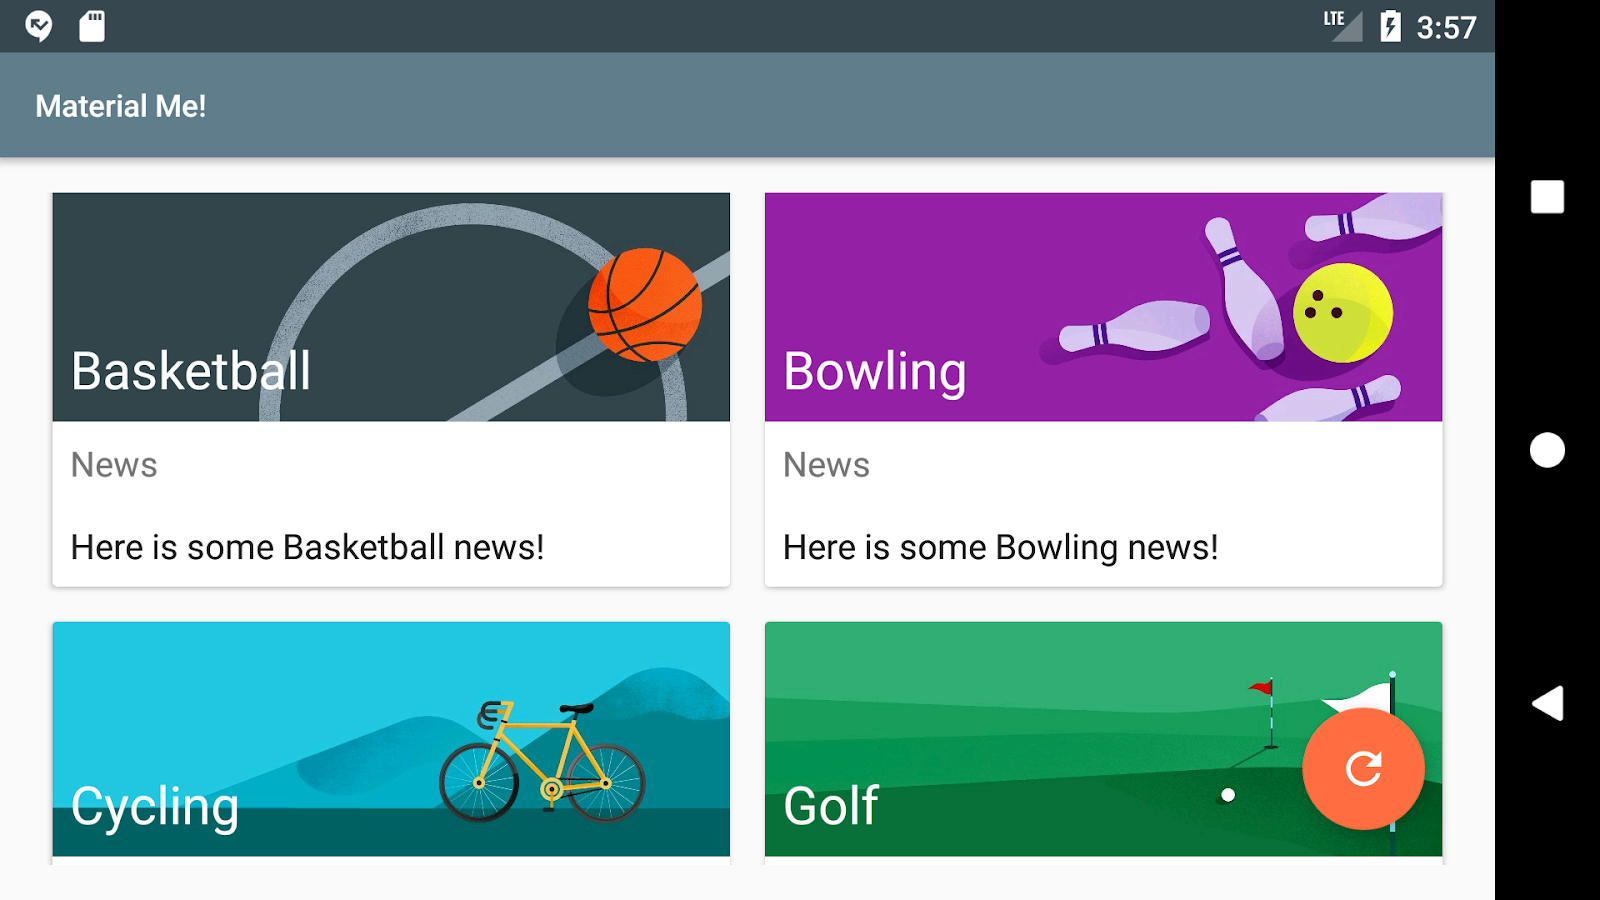 LTE 3:57
Material Me!
Basketball
News
Here is some Basketball news!
Bowling
News
Here is some Bowling news!
Cycling
Golf